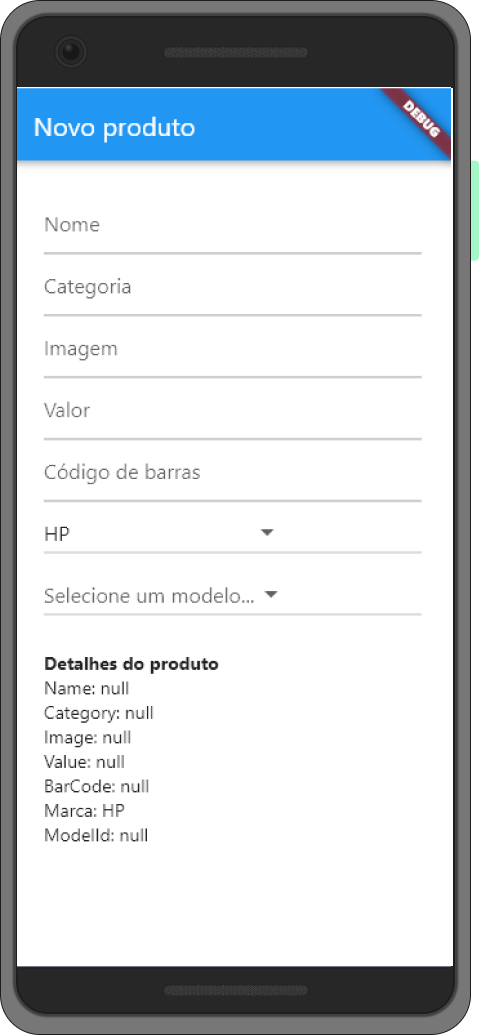 Novo produto
DEBUG
Nome
Categoria
Imagem
Valor
Código de barras
HP
Selecione um modelo...
Detalhes do produto
Name: null
Category: null
Image: null
Value: null
BarCode: null
Marca: HP
ModelId: null